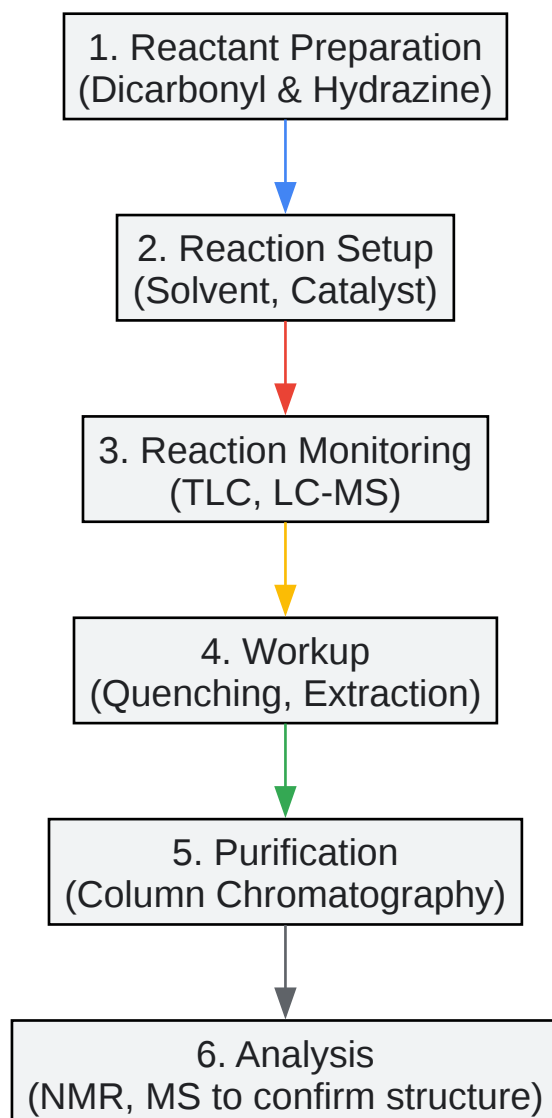 1. Reactant Preparation
(Dicarbonyl & Hydrazine)
2. Reaction Setup
(Solvent, Catalyst)
3. Reaction Monitoring
(TLC, LC-MS)
4. Workup
(Quenching, Extraction)
5. Purification
(Column Chromatography)
6. Analysis
(NMR, MS to confirm structure)